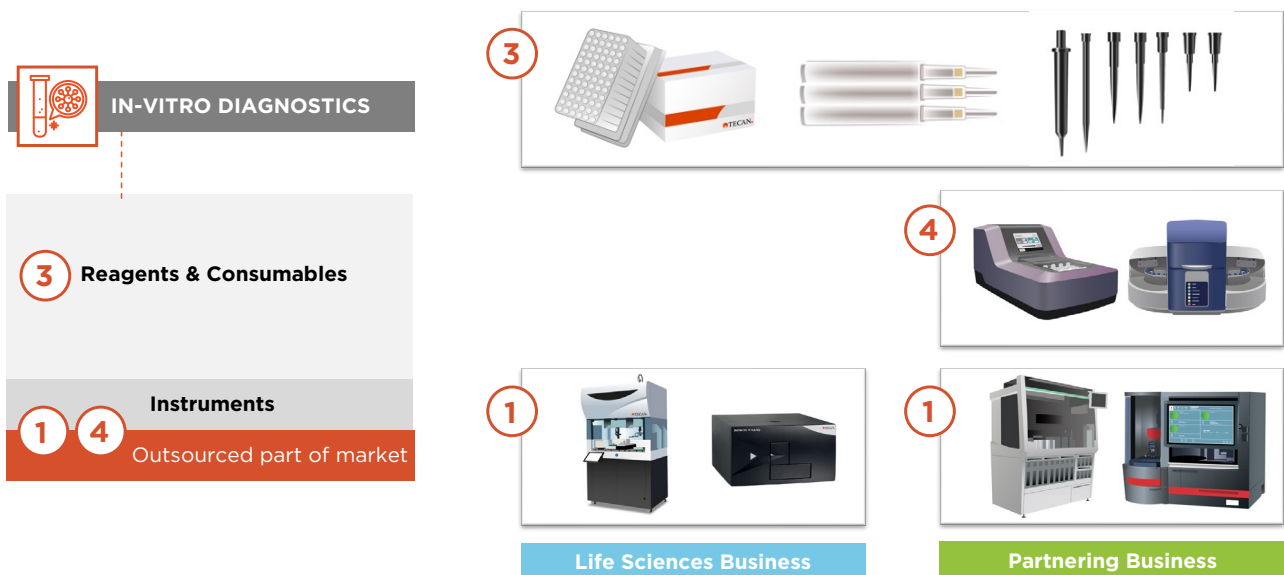 IN-VITRO DIAGNOSTICS
3
Reagents & Consumables
Instruments
1
4
Outsourced part of market
3
TECAN.
4
1
TECAN.
1
Life Sciences Business
Partnering Business